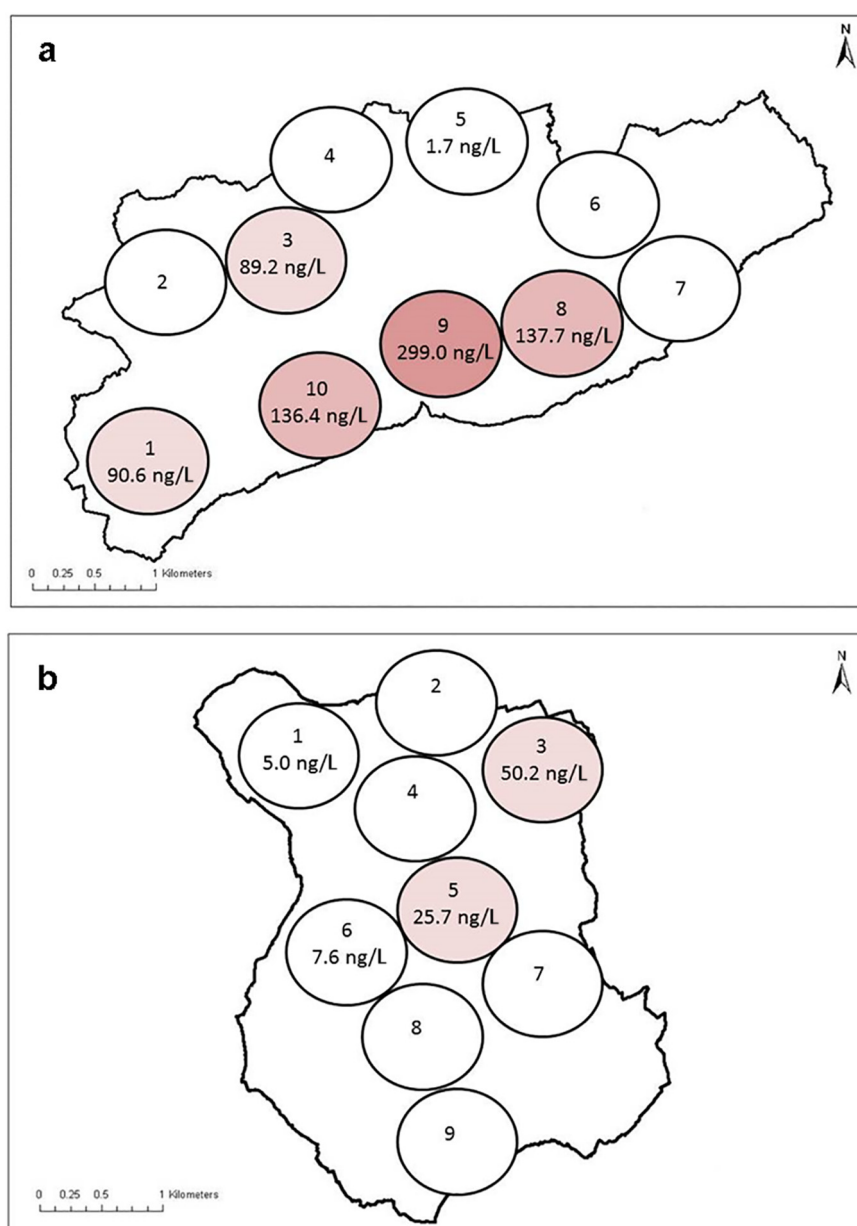 a
N
5
1.7 ng/L
4
6
3
89.2 ng/L
2
7
8
137.7 ng/L
9
299.0 ng/L
10
136.4 ng/L
1
90.6 ng/L
0 0.25 0.5 1 Kilometers
b
N
2
1
5.0 ng/L
3
50.2 ng/L
4
5
25.7 ng/L
6
7.6 ng/L
7
8
9
0 0.25 0.5 1 Kilometers